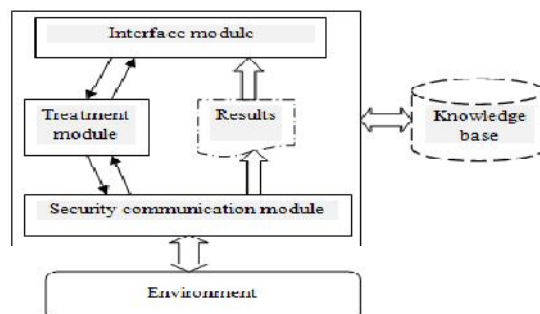 Interface module
Treatment
module
Results
Knowledge
base
Security communication module
Environment